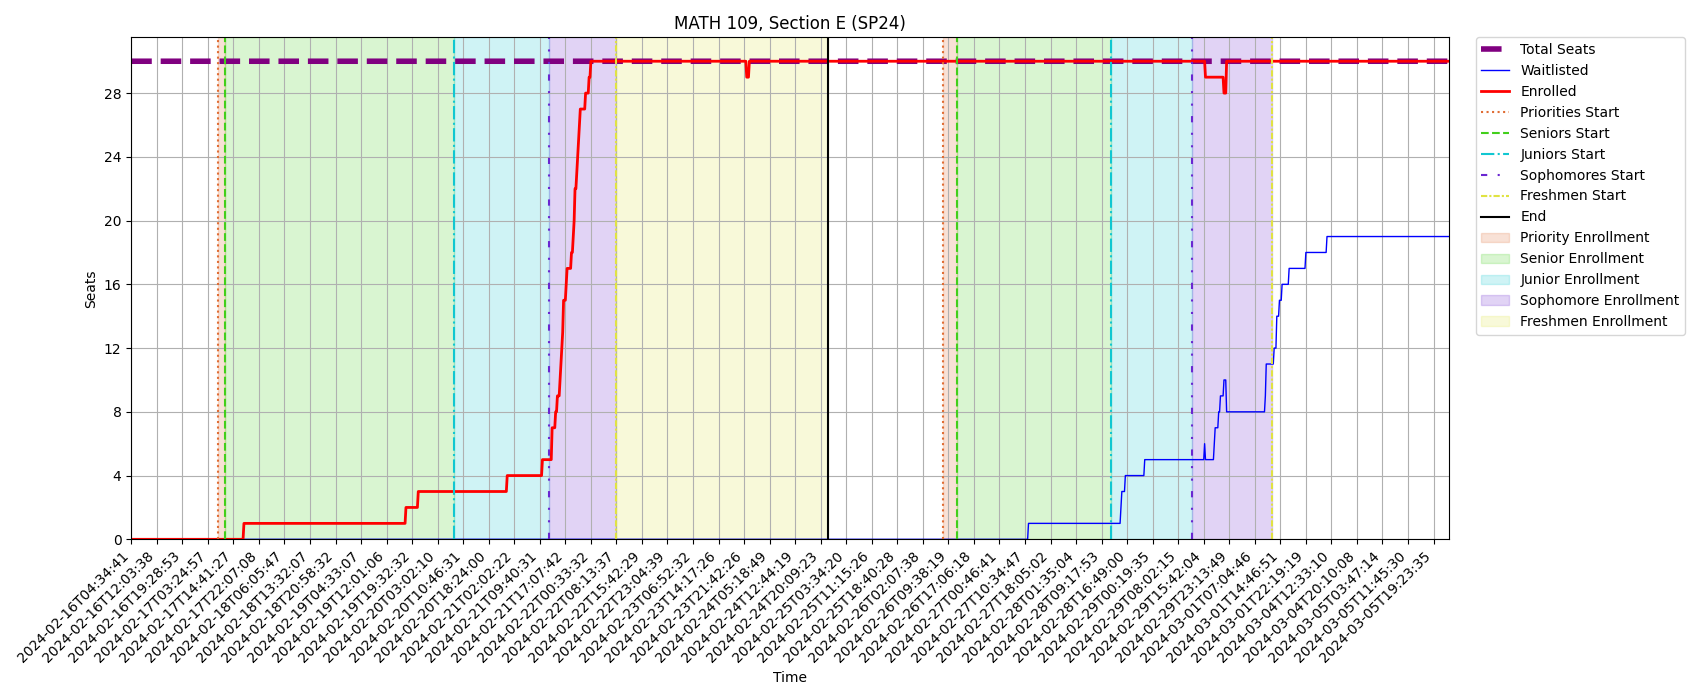 MATH 109, Section E (SP24)
Seats
28
24
20
16
12
8
4
0
2024-02-16T04:34:41
2024-02-16T12:03:38
2024-02-16T19:28:53
2024-02-17T03:24:57
2024-02-17T14:41:27
2024-02-17T22:07:08
2024-02-18T06:05:47
2024-02-18T13:32:07
2024-02-18T20:58:32
2024-02-19T04:33:07
2024-02-19T12:01:06
2024-02-19T19:32:32
2024-02-20T03:02:10
2024-02-20T10:46:31
2024-02-20T18:24:00
2024-02-21T02:02:22
2024-02-21T09:40:31
2024-02-21T17:07:42
2024-02-22T00:33:32
2024-02-22T08:13:37
2024-02-22T15:42:29
2024-02-22T23:04:39
2024-02-23T06:52:32
2024-02-23T14:17:26
2024-02-23T21:42:26
2024-02-24T05:18:49
2024-02-24T12:44:19
2024-02-24T20:09:23
2024-02-25T03:34:20
2024-02-25T11:15:26
2024-02-25T18:40:28
2024-02-26T02:07:38
2024-02-26T09:38:19
2024-02-26T17:06:18
2024-02-27T00:46:41
2024-02-27T10:34:47
2024-02-27T18:05:02
2024-02-28T01:35:04
2024-02-28T09:17:53
2024-02-28T16:49:00
2024-02-29T00:19:35
2024-02-29T08:02:15
2024-02-29T15:42:04
2024-02-29T23:13:49
2024-03-01T07:04:46
2024-03-01T14:46:51
2024-03-01T22:19:19
2024-03-04T12:33:10
2024-03-04T20:10:08
2024-03-05T03:47:14
2024-03-05T11:45:30
2024-03-05T19:23:35
Time
Total Seats
Waitlisted
Enrolled
Priorities Start
Seniors Start
Juniors Start
Sophomores Start
Freshmen Start
End
Priority Enrollment
Senior Enrollment
Junior Enrollment
Sophomore Enrollment
Freshmen Enrollment